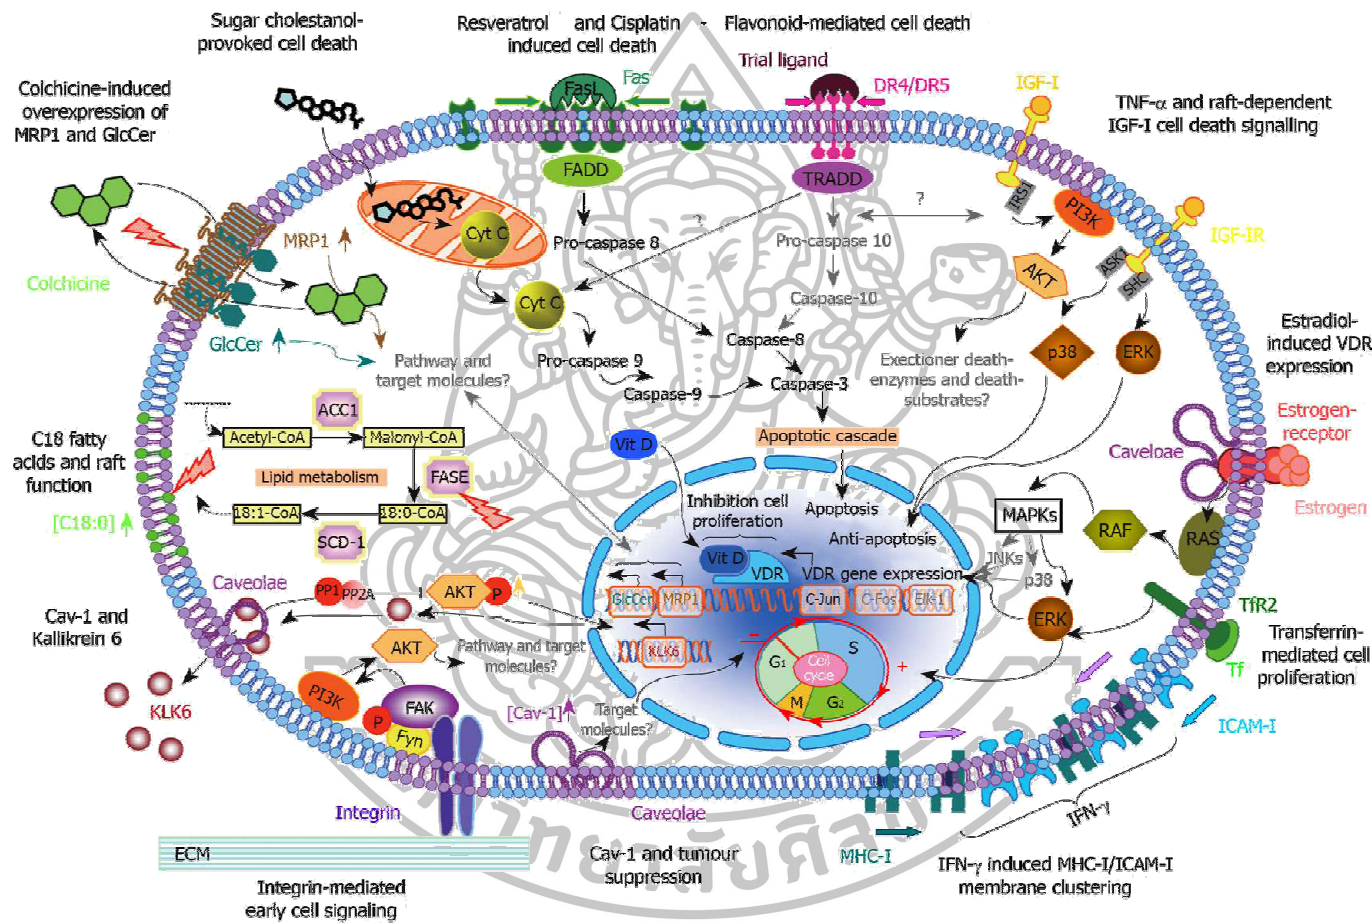 Sugar cholestanol-
provoked cell death
Resveratrol and Cisplatin -
induced cell death
Flavonoid-mediated cell death
Trial ligand
FasL
Fas
DR4/DR5
IGF-I
TNF-α and raft-dependent
IGF-I cell death signalling
Colchicine-induced
overexpression of
MRP1 and GlcCer
FADD
TRADD
IRS1
PI3K
?
?
Cyt C
Pro-caspase 8
Pro-caspase 10
ASK1
SHC
IGF-IR
MRP1
AKT
Colchicine
Cyt C
Caspase-10
GlcCer
Caspase-8
p38
ERK
Estradiol-
induced VDR
expression
Pathway and
target molecules?
Pro-caspase 9
Caspase-9
Caspase-3
Exectioner death-
enzymes and death-
substrates?
ACC1
Acetyl-CoA
Malonyl-CoA
Vit D
Apoptotic cascade
Estrogen-
receptor
Caveloae
C18 fatty
acids and raft
function
Lipid metabolism
FASE
Inhibition cell
proliferation
Apoptosis
Anti-apoptosis
[C18:0]
18:1-CoA
18:0-CoA
SCD-1
MAPKs
RAF
RAS
Estrogen
Vit D
VDR
VDR gene expression
JNKs
p38
Caveolae
PP1
PP2A
AKT
P
GlcCer
MRP1
C-Jun
C-Fos
Elk-1
Cav-1 and
Kallikrein 6
ERK
TfR2
AKT
Pathway and target
molecules?
KLK6
G1
S
Cell
cycle
M
G2
-
+
Tf
Transferrin-
mediated cell
proliferation
KLK6
PI3K
FAK
P
Fyn
[Cav-1]
Target
molecules?
ICAM-I
Integrin
Caveolae
IFN-γ
MHC-I
ECM
Cav-1 and tumour
suppression
IFN-γ induced MHC-I/ICAM-I
membrane clustering
Integrin-mediated
early cell signaling